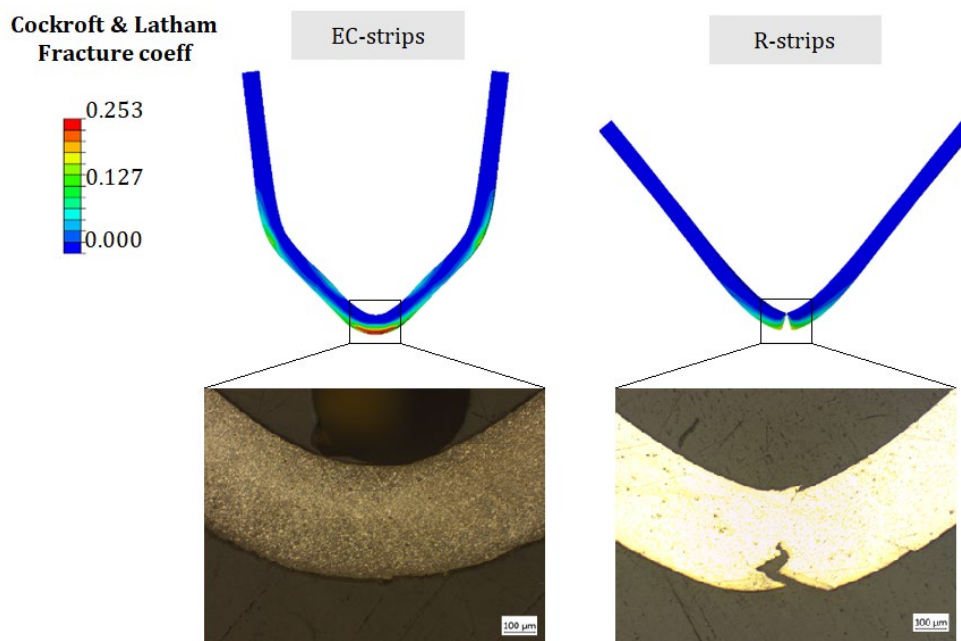 Cockroft & Latham
Fracture coeff
EC-strips
R-strips
0.253
0.127
0.000
100 µm
100 µm